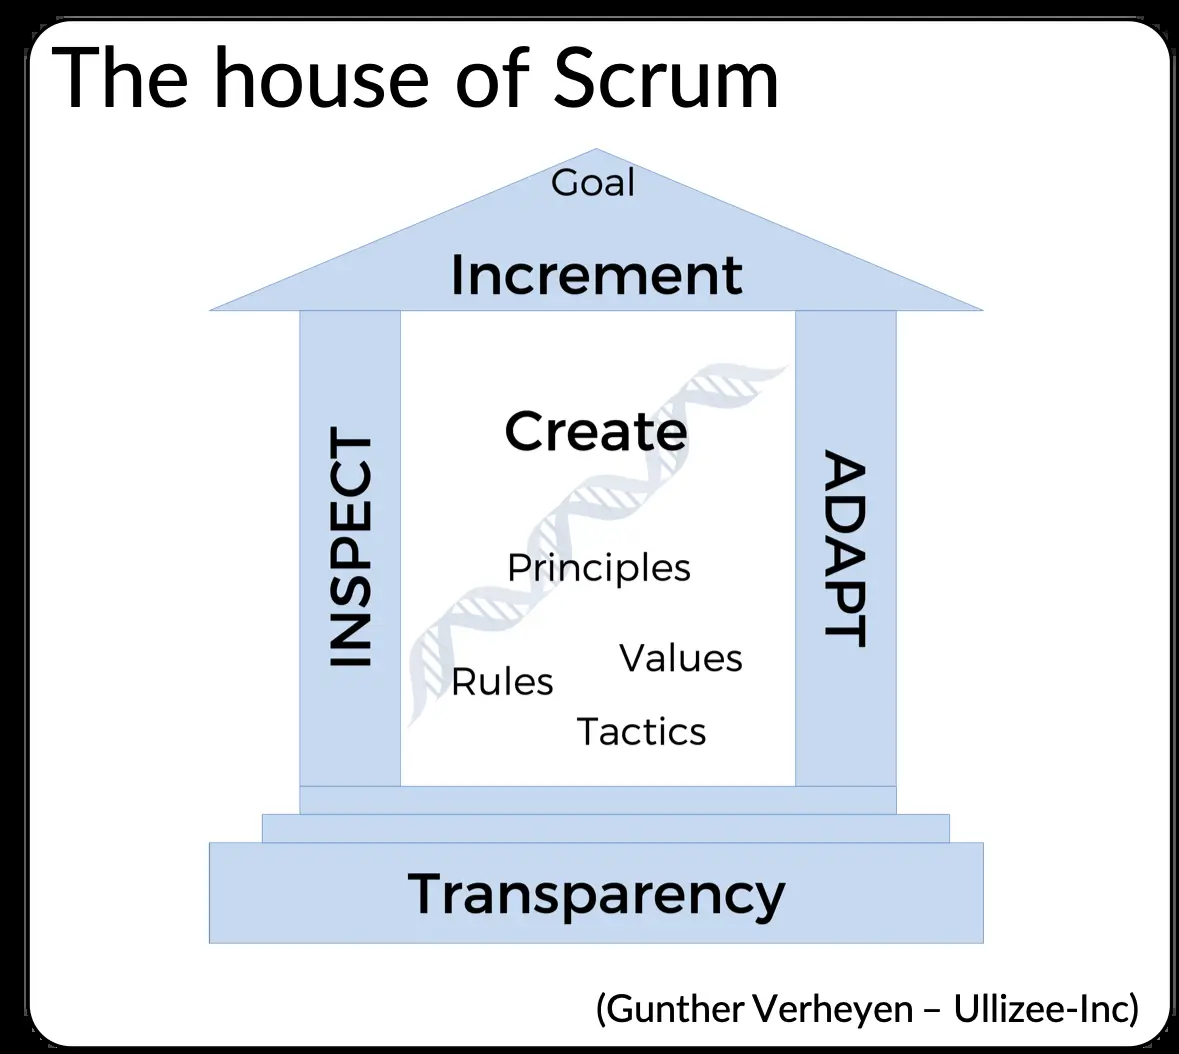 The house of Scrum
Goal
Increment
INSPECT
Create
Principles
Values
Rules
Tactics
ADAPT
Transparency
(Gunther Verheyen – Ullizee-Inc)